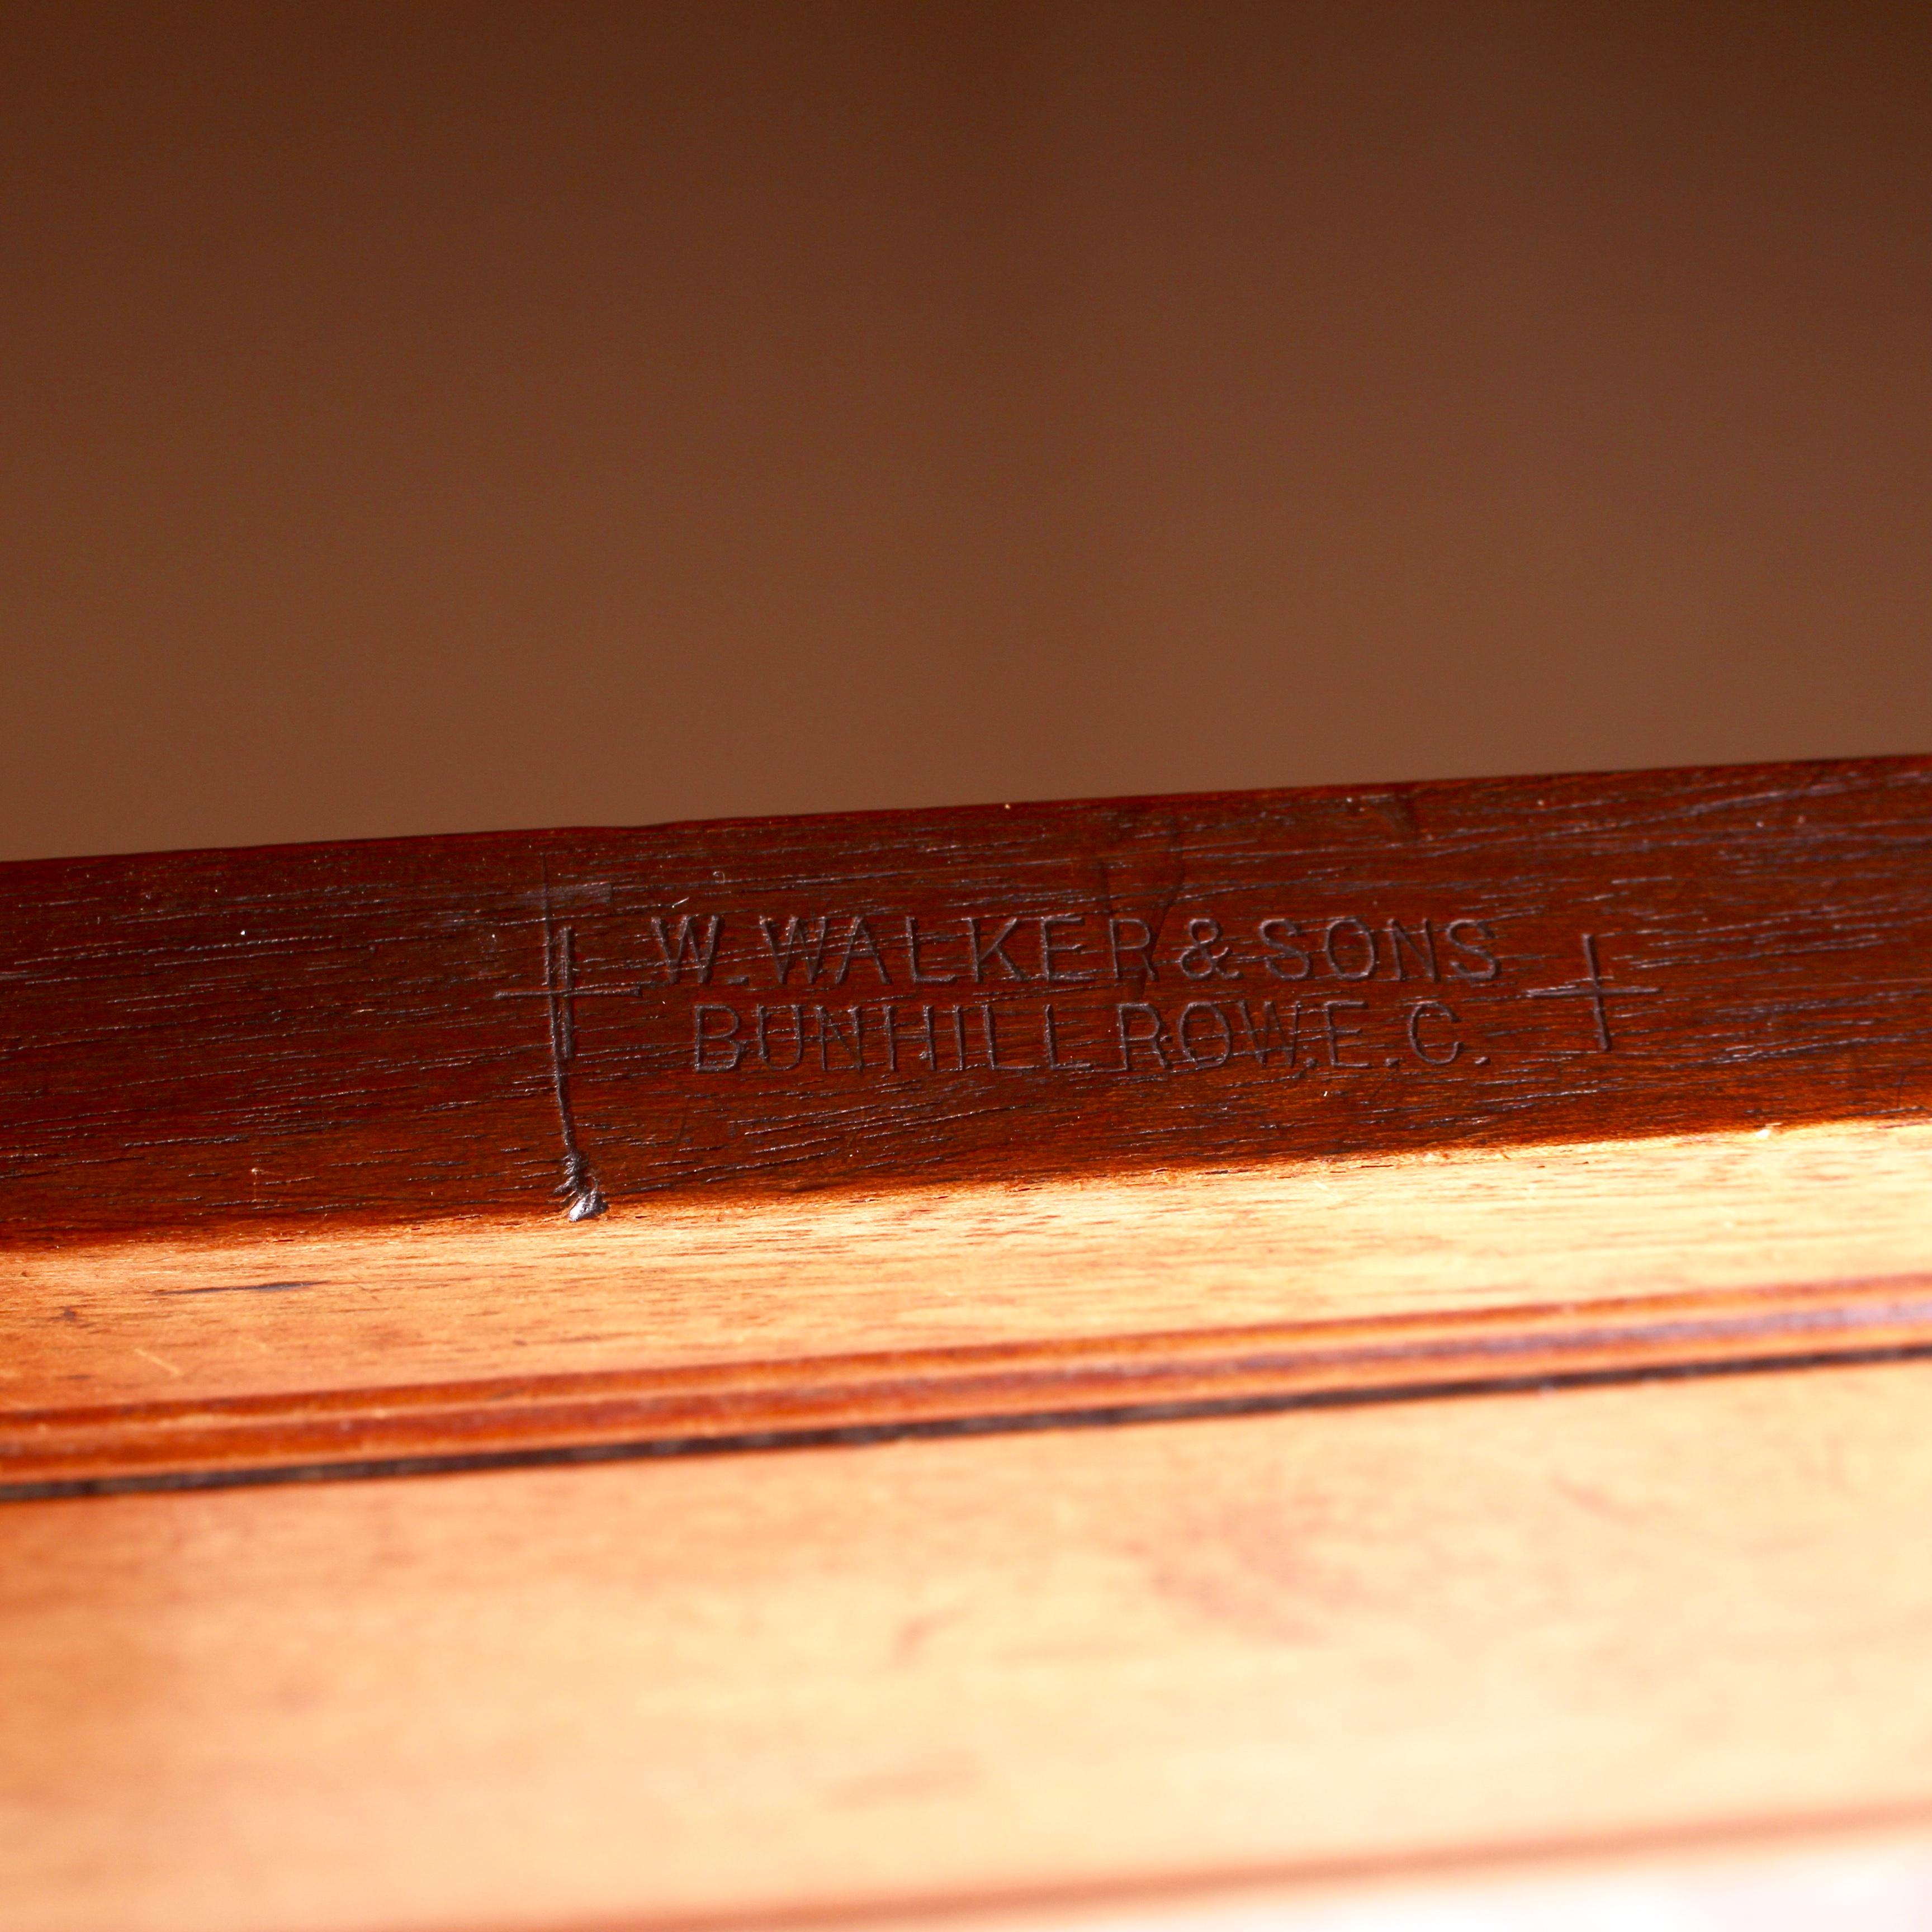 W. WALKER & SONS
BUNHILL ROW. E. C.